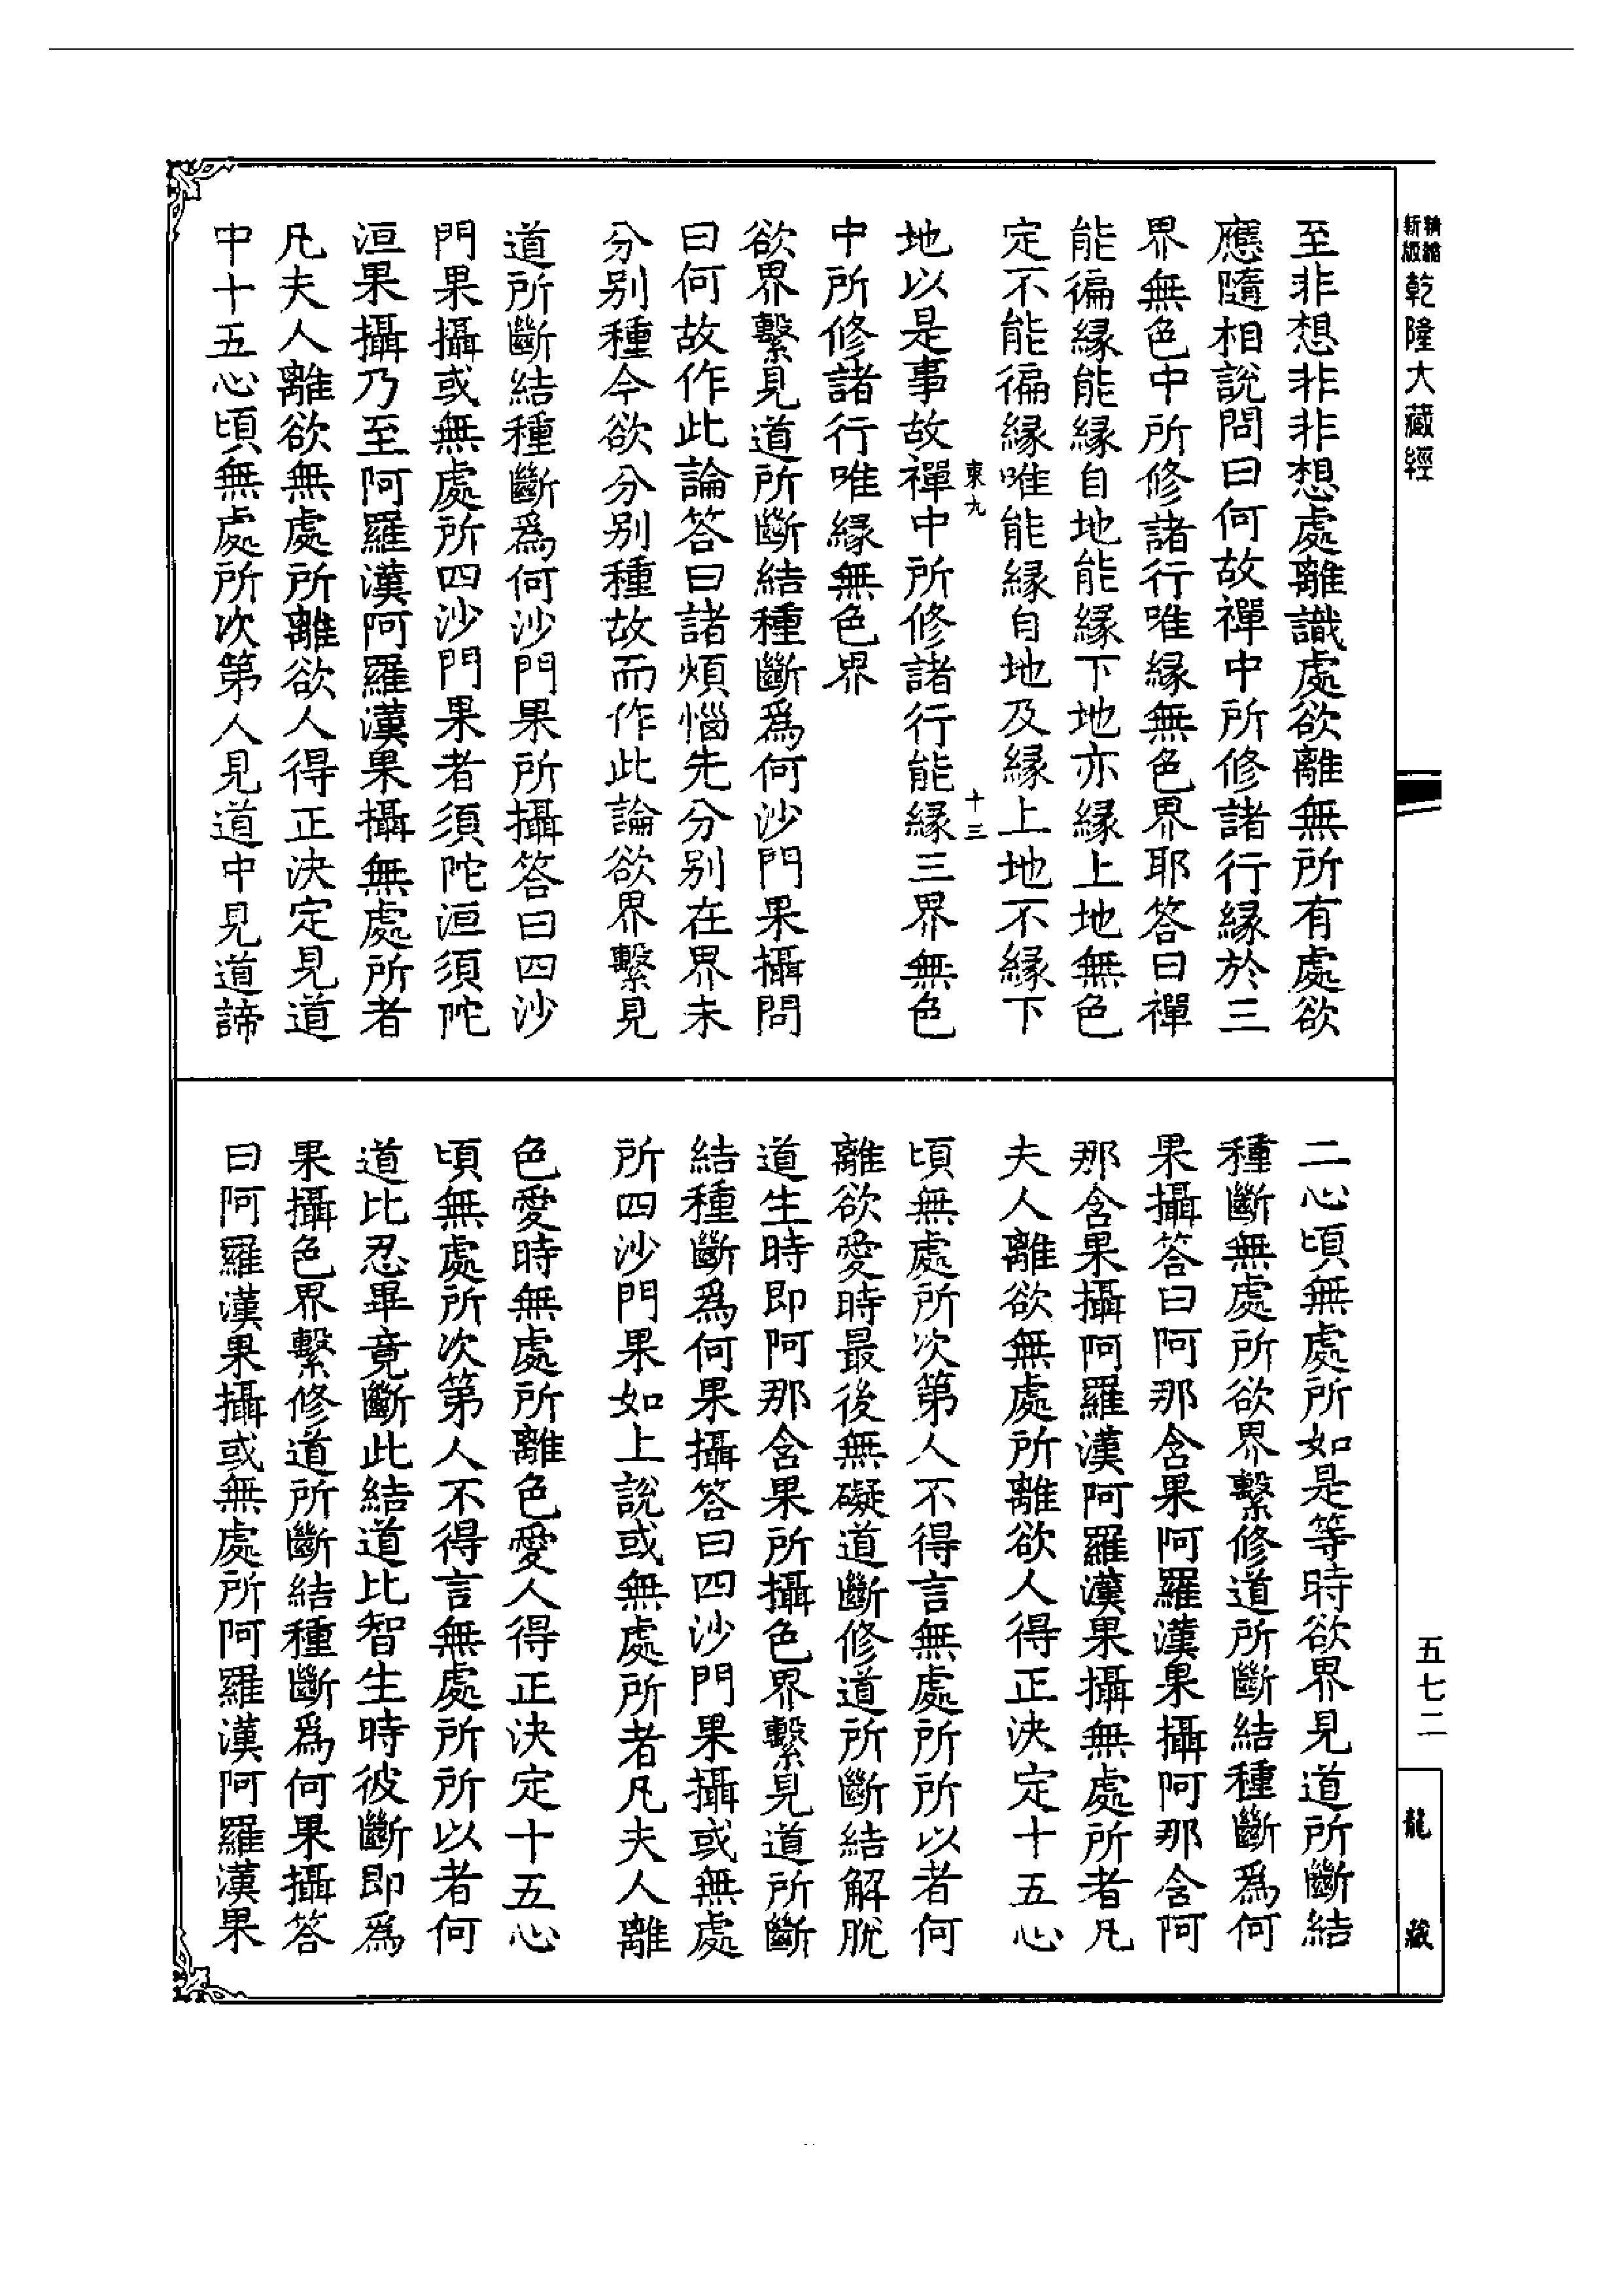 精縮
新版
乾隆大藏經
至非想非非想處離識處欲離無所有處欲
應隨相說問曰何故禪中所修諸行緣於三
界無色中所修諸行唯緣無色界耶答曰禪
能徧緣能緣自地能緣下地亦緣上地無色
定不能徧緣唯能緣自地及緣上地不緣下
東九
十三
地以是事故禪中所修諸行能緣三界無色
中所修諸行唯緣無色界
欲界繫見道所斷結種斷爲何沙門果攝問
曰何故作此論答曰諸煩惱先分別在界未
分別種今欲分別種故而作此論欲界繫見
道所斷結種斷爲何沙門果所攝答曰四沙
門果攝或無處所四沙門果者須陀洹須陀
洹果攝乃至阿羅漢阿羅漢果攝無處所者
凡夫人離欲無處所離欲人得正決定見道
中十五心頃無處所次第人見道中見道諦
二心頃無處所如是等時欲界見道所斷結
種斷無處所欲界繫修道所斷結種斷爲何
果攝答曰阿那含果阿羅漢果攝阿那含阿
那含果攝阿羅漢阿羅漢果攝無處所者凡
夫人離欲無處所離欲人得正決定十五心
頃無處所次第人不得言無處所所以者何
離欲愛時最後無礙道斷修道所斷結解脫
道生時即阿那含果所攝色界繫見道所斷
結種斷爲何果攝答曰四沙門果攝或無處
所四沙門果如上說或無處所者凡夫人離
色愛時無處所離色愛人得正決定十五心
頃無處所次第人不得言無處所所以者何
道比忍畢竟斷此結道比智生時彼斷即爲
果攝色界繫修道所斷結種斷爲何果攝答
曰阿羅漢果攝或無處所阿羅漢阿羅漢果
五七二
龍藏